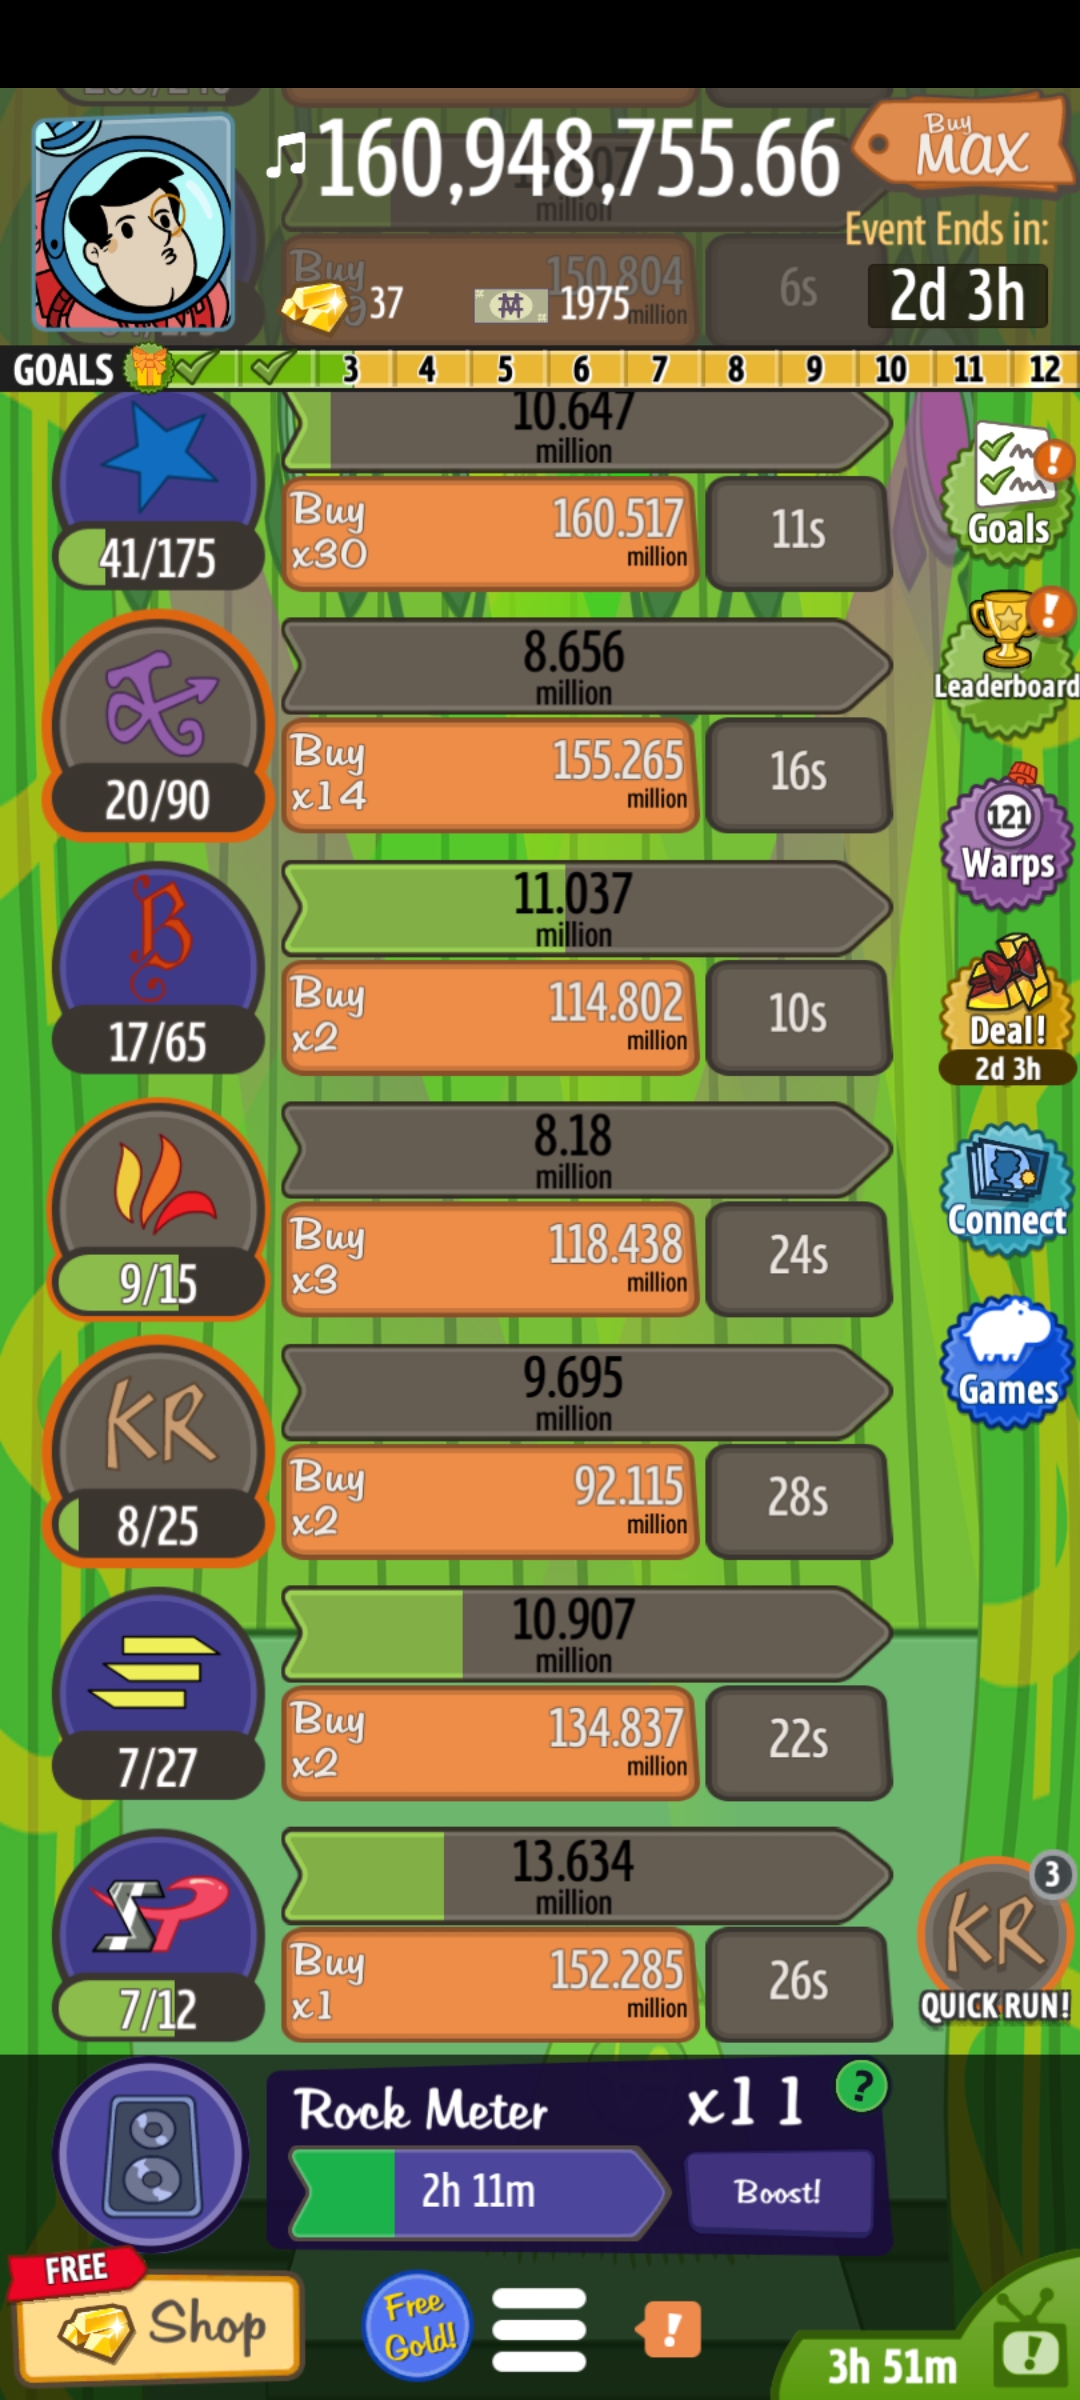 160,948,755.66
Buy
MAX
Event Ends in:
2d 3h
Buy
150.804
million
6s
37
1975
million
GOALS 3 4 5 6 7 8 9 10 11 12
10.647
million
41/175
Buy
x30
160.517
million
11s
Goals
8.656
million
20/90
Buy
x14
155.265
million
16s
Leaderboard
121
Warps
11.037
million
17/65
Buy
x2
114.802
million
10s
Deal!
2d 3h
8.18
million
9/15
Buy
x3
118.438
million
24s
Connect
KR
9.695
million
8/25
Buy
x2
92.115
million
28s
Games
10.907
million
7/27
Buy
x2
134.837
million
22s
SP
13.634
million
7/12
Buy
x1
152.285
million
26s
3
KR
QUICK RUN!
Rock Meter
x11
?
2h 11m
Boost!
FREE
Shop
Free
Gold!
!
3h 51m
!